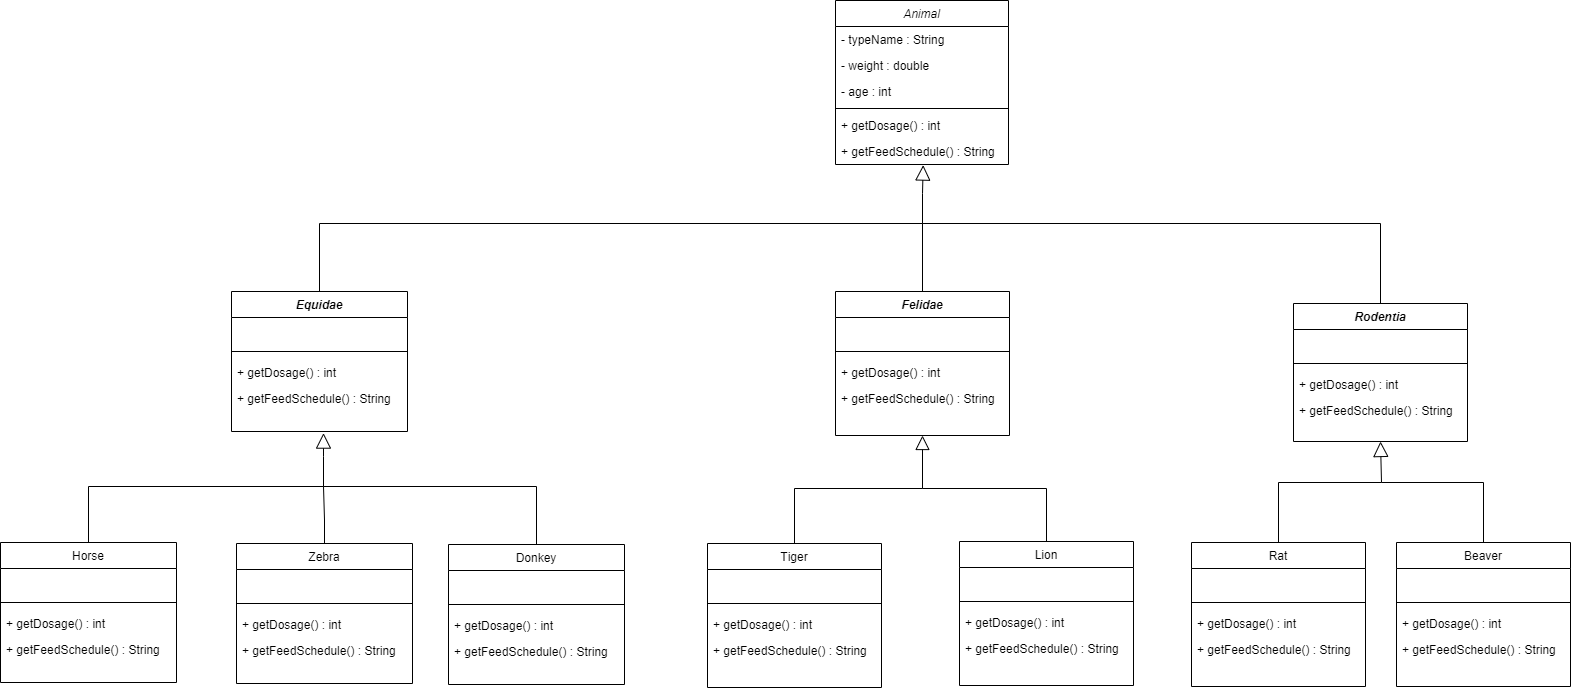 Animal
- typeName : String
- weight : double
- age : int
+ getDosage() : int
+ getFeedSchedule() : String
Equidae
+ getDosage() : int
+ getFeedSchedule() : String
Felidae
+ getDosage() : int
+ getFeedSchedule() : String
Rodentia
+ getDosage() : int
+ getFeedSchedule() : String
Horse
+ getDosage() : int
+ getFeedSchedule() : String
Zebra
+ getDosage() : int
+ getFeedSchedule() : String
Donkey
+ getDosage() : int
+ getFeedSchedule() : String
Tiger
+ getDosage() : int
+ getFeedSchedule() : String
Lion
+ getDosage() : int
+ getFeedSchedule() : String
Rat
+ getDosage() : int
+ getFeedSchedule() : String
Beaver
+ getDosage() : int
+ getFeedSchedule() : String